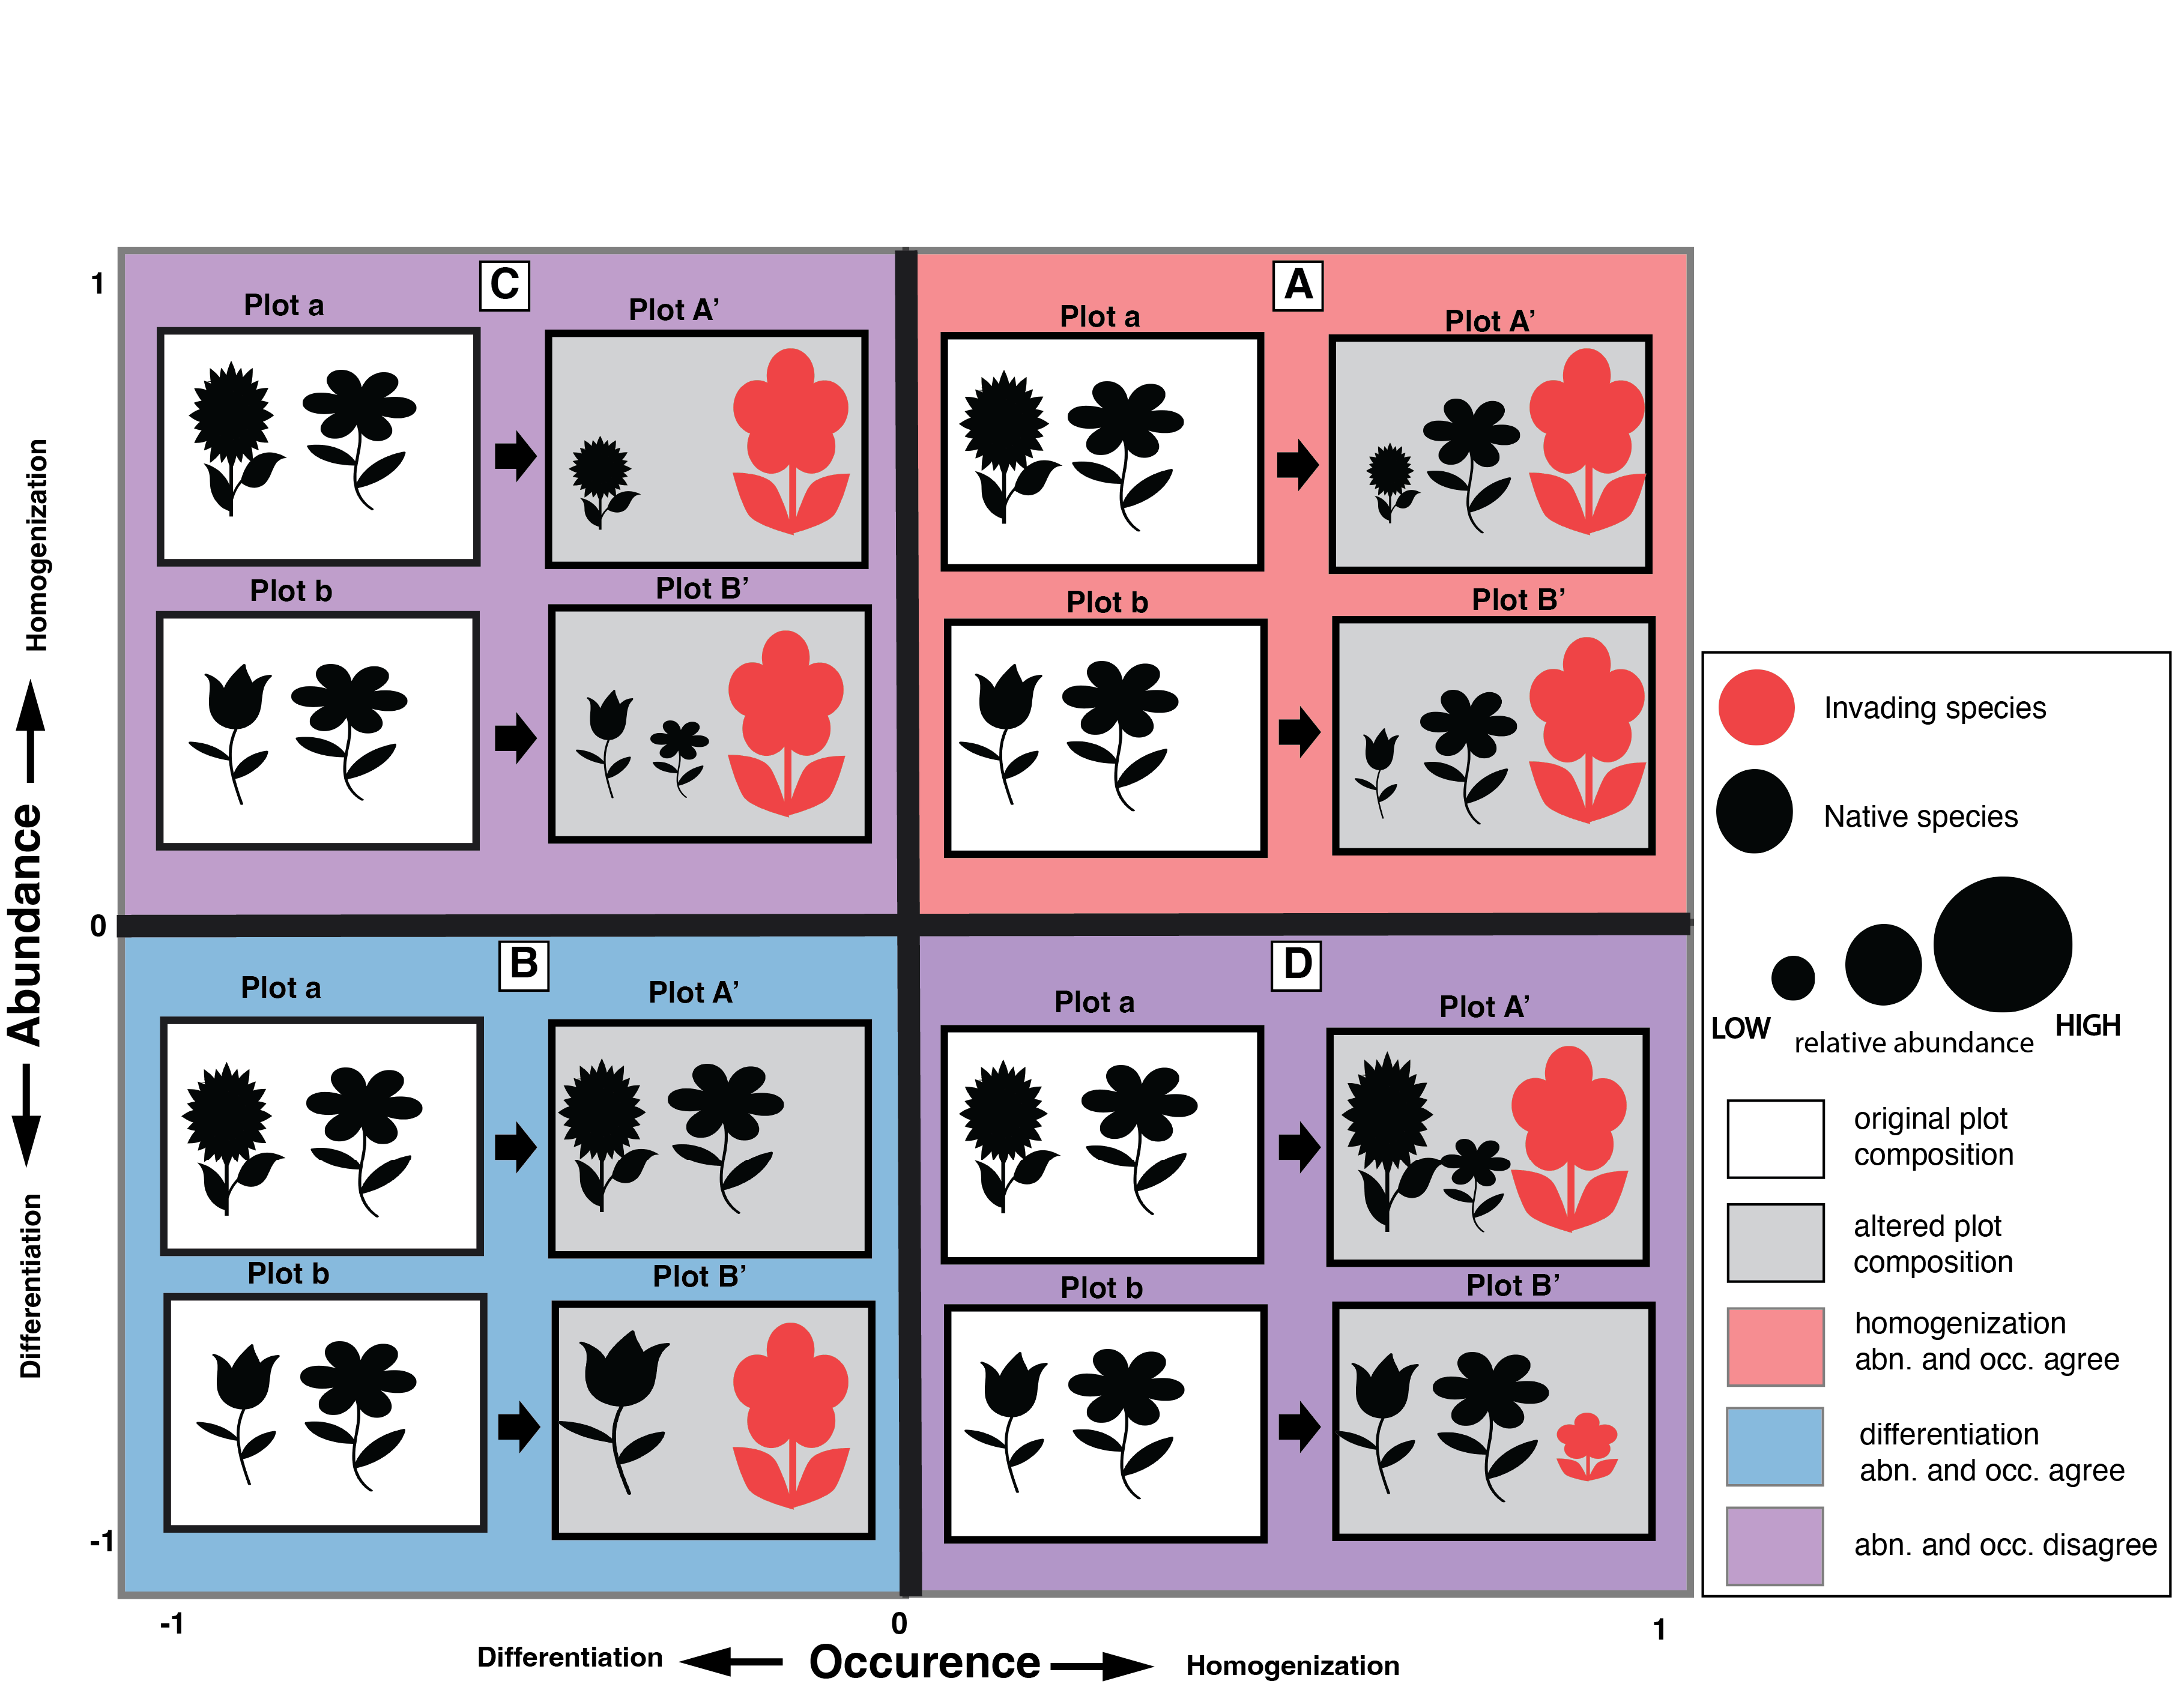 1
C
Plot a
Plot A’
Plot b
Plot B’
A
Plot a
Plot A’
Plot b
Plot B’
0
B
Plot a
Plot A’
Plot b
Plot B’
D
Plot a
Plot A’
Plot b
Plot B’
-1
Homogenization
Abundance
Differentiation
-1
0
1
Differentiation
Occurence
Homogenization
Invading species
Native species
LOW
relative abundance
HIGH
original plot
composition
altered plot
composition
homogenization
abn. and occ. agree
differentiation
abn. and occ. agree
abn. and occ. disagree